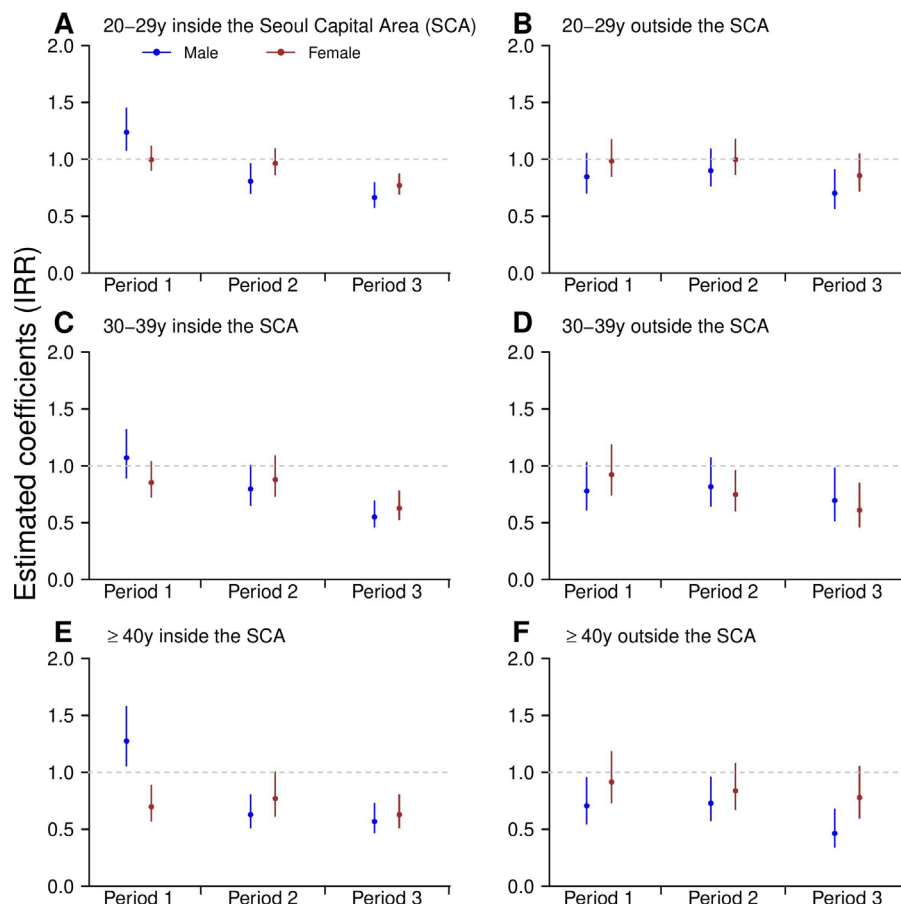 Estimated coefficients (IRR)
A 20−29y inside the Seoul Capital Area (SCA)
Male Female
2.0
1.5
1.0
0.5
0.0
Period 1 Period 2 Period 3
B 20−29y outside the SCA
2.0
1.5
1.0
0.5
0.0
Period 1 Period 2 Period 3
C 30−39y inside the SCA
2.0
1.5
1.0
0.5
0.0
Period 1 Period 2 Period 3
D 30−39y outside the SCA
2.0
1.5
1.0
0.5
0.0
Period 1 Period 2 Period 3
E ≥ 40y inside the SCA
2.0
1.5
1.0
0.5
0.0
Period 1 Period 2 Period 3
F ≥ 40y outside the SCA
2.0
1.5
1.0
0.5
0.0
Period 1 Period 2 Period 3